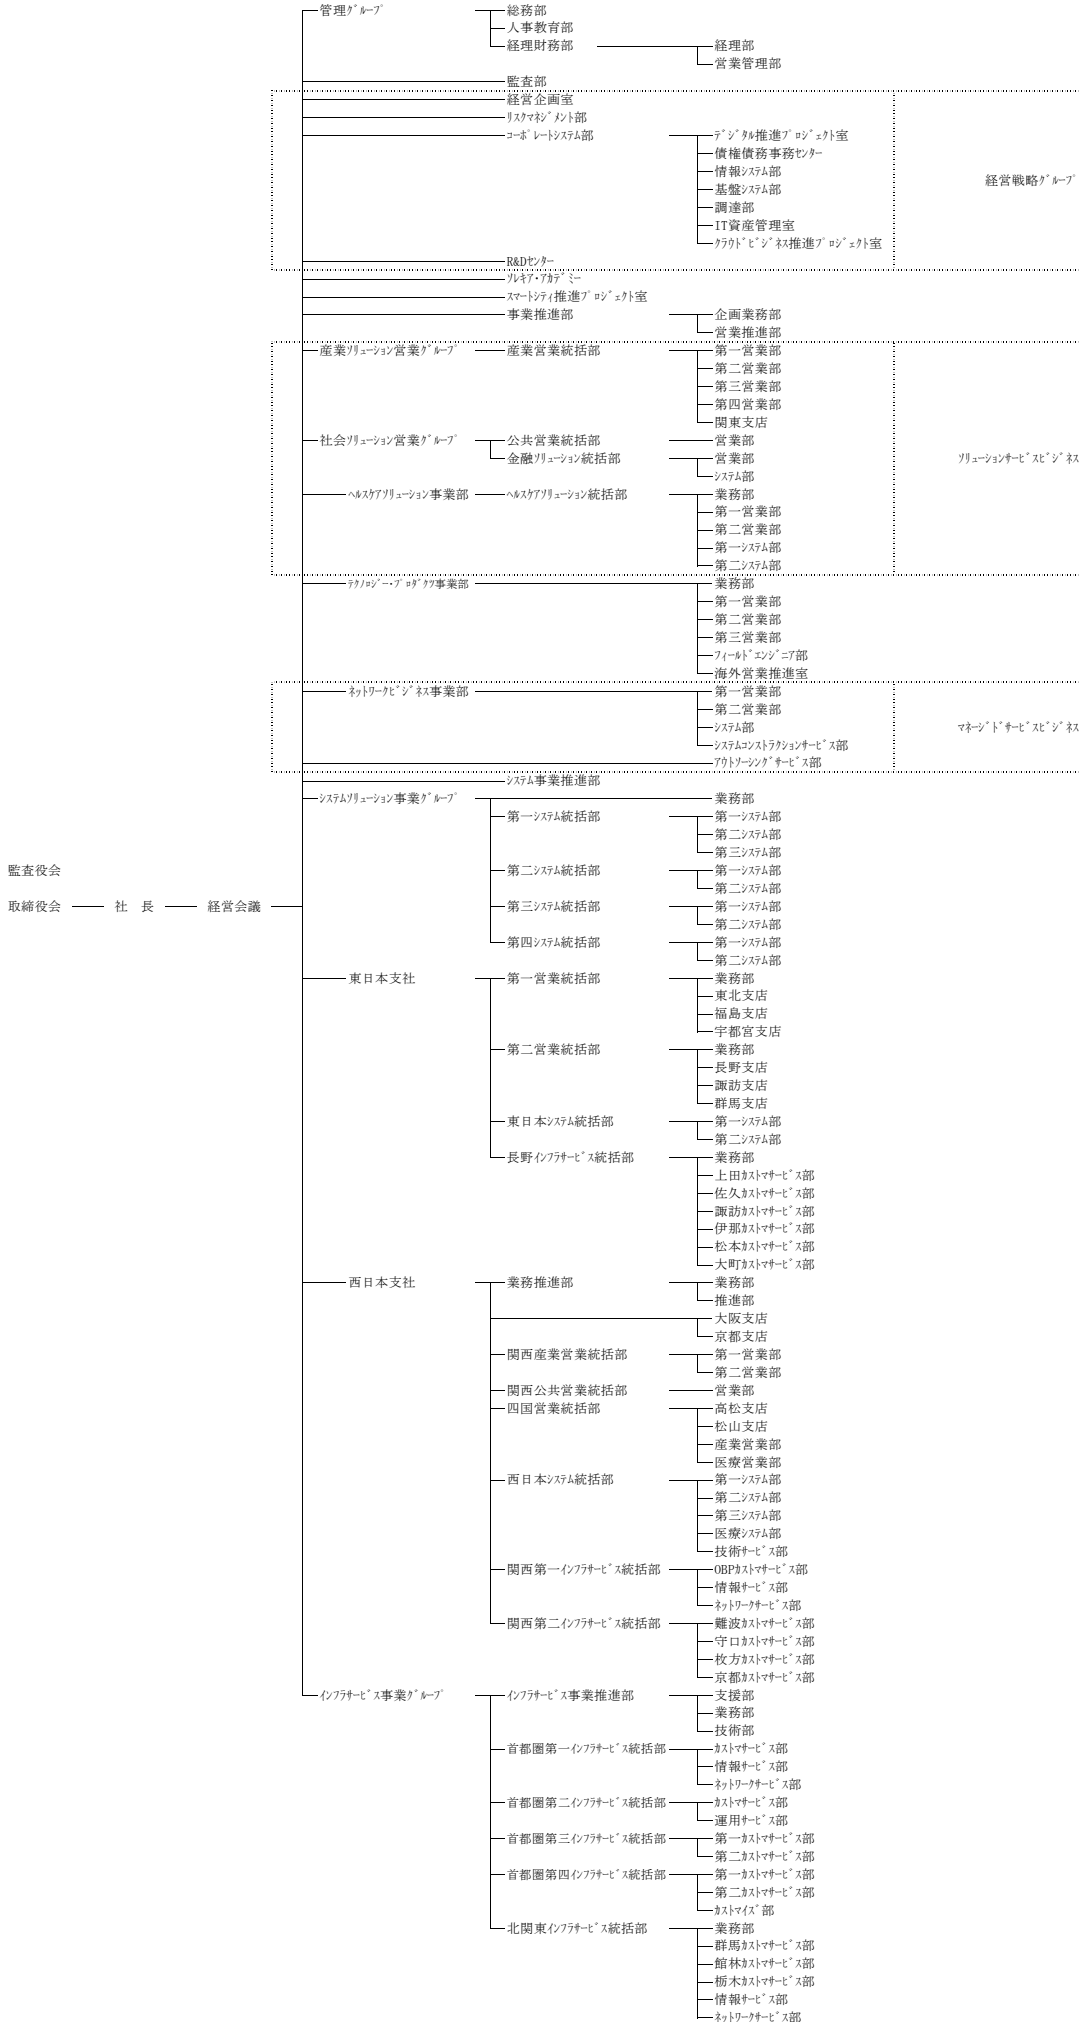 管理ｸﾞﾙｰﾌﾟ 総務部
人事教育部
経理財務部 経理部
営業管理部
監査部
経営企画室
ﾘｽｸﾏﾈｼﾞﾒﾝﾄ部
ｺｰﾎﾟﾚｰﾄｼｽﾃﾑ部 ﾃﾞｼﾞﾀﾙ推進ﾌﾟﾛｼﾞｪｸﾄ室
債権債務事務ｾﾝﾀｰ
情報ｼｽﾃﾑ部
経営戦略ｸﾞﾙｰﾌﾟ
基盤ｼｽﾃﾑ部
調達部
IT資産管理室
ｸﾗｳﾄﾞﾋﾞｼﾞﾈｽ推進ﾌﾟﾛｼﾞｪｸﾄ室
R&Dｾﾝﾀｰ
ｿﾚｷｱ･ｱｶﾃﾞﾐｰ
ｽﾏｰﾄｼﾃｨ推進ﾌﾟﾛｼﾞｪｸﾄ室
事業推進部 企画業務部
営業推進部
産業ｿﾘｭｰｼｮﾝ営業ｸﾞﾙｰﾌﾟ 産業営業統括部 第一営業部
第二営業部
第三営業部
第四営業部
関東支店
社会ｿﾘｭｰｼｮﾝ営業ｸﾞﾙｰﾌﾟ 公共営業統括部 営業部
金融ｿﾘｭｰｼｮﾝ統括部 営業部 ｿﾘｭｰｼｮﾝｻｰﾋﾞｽﾋﾞｼﾞﾈｽ
ｼｽﾃﾑ部
ﾍﾙｽｹｱｿﾘｭｰｼｮﾝ事業部 ﾍﾙｽｹｱｿﾘｭｰｼｮﾝ統括部 業務部
第一営業部
第二営業部
第一ｼｽﾃﾑ部
第二ｼｽﾃﾑ部
ﾃｸﾉﾛｼﾞｰ･ﾌﾟﾛﾀﾞｸﾂ事業部 業務部
第一営業部
第二営業部
第三営業部
ﾌｨｰﾙﾄﾞｴﾝｼﾞﾆｱ部
海外営業推進室
ﾈｯﾄﾜｰｸﾋﾞｼﾞﾈｽ事業部 第一営業部
第二営業部
ｼｽﾃﾑ部 ﾏﾈｰｼﾞﾄﾞｻｰﾋﾞｽﾋﾞｼﾞﾈｽ
ｼｽﾃﾑｺﾝｽﾄﾗｸｼｮﾝｻｰﾋﾞｽ部
ｱｳﾄｿｰｼﾝｸﾞｻｰﾋﾞｽ部
ｼｽﾃﾑ事業推進部
ｼｽﾃﾑｿﾘｭｰｼｮﾝ事業ｸﾞﾙｰﾌﾟ 業務部
第一ｼｽﾃﾑ統括部 第一ｼｽﾃﾑ部
第二ｼｽﾃﾑ部
第三ｼｽﾃﾑ部
監査役会 第二ｼｽﾃﾑ統括部 第一ｼｽﾃﾑ部
第二ｼｽﾃﾑ部
取締役会 社　長 経営会議 第三ｼｽﾃﾑ統括部 第一ｼｽﾃﾑ部
第二ｼｽﾃﾑ部
第四ｼｽﾃﾑ統括部 第一ｼｽﾃﾑ部
第二ｼｽﾃﾑ部
東日本支社 第一営業統括部 業務部
東北支店
福島支店
宇都宮支店
第二営業統括部 業務部
長野支店
諏訪支店
群馬支店
東日本ｼｽﾃﾑ統括部 第一ｼｽﾃﾑ部
第二ｼｽﾃﾑ部
長野ｲﾝﾌﾗｻｰﾋﾞｽ統括部 業務部
上田ｶｽﾄﾏｻｰﾋﾞｽ部
佐久ｶｽﾄﾏｻｰﾋﾞｽ部
諏訪ｶｽﾄﾏｻｰﾋﾞｽ部
伊那ｶｽﾄﾏｻｰﾋﾞｽ部
松本ｶｽﾄﾏｻｰﾋﾞｽ部
大町ｶｽﾄﾏｻｰﾋﾞｽ部
西日本支社 業務推進部 業務部
推進部
大阪支店
京都支店
関西産業営業統括部 第一営業部
第二営業部
関西公共営業統括部 営業部
四国営業統括部 高松支店
松山支店
産業営業部
医療営業部
西日本ｼｽﾃﾑ統括部 第一ｼｽﾃﾑ部
第二ｼｽﾃﾑ部
第三ｼｽﾃﾑ部
医療ｼｽﾃﾑ部
技術ｻｰﾋﾞｽ部
関西第一ｲﾝﾌﾗｻｰﾋﾞｽ統括部 OBPｶｽﾄﾏｻｰﾋﾞｽ部
情報ｻｰﾋﾞｽ部
ﾈｯﾄﾜｰｸｻｰﾋﾞｽ部
関西第二ｲﾝﾌﾗｻｰﾋﾞｽ統括部 難波ｶｽﾄﾏｻｰﾋﾞｽ部
守口ｶｽﾄﾏｻｰﾋﾞｽ部
枚方ｶｽﾄﾏｻｰﾋﾞｽ部
京都ｶｽﾄﾏｻｰﾋﾞｽ部
ｲﾝﾌﾗｻｰﾋﾞｽ事業ｸﾞﾙｰﾌﾟ ｲﾝﾌﾗｻｰﾋﾞｽ事業推進部 支援部
業務部
技術部
首都圏第一ｲﾝﾌﾗｻｰﾋﾞｽ統括部 ｶｽﾄﾏｻｰﾋﾞｽ部
情報ｻｰﾋﾞｽ部
ﾈｯﾄﾜｰｸｻｰﾋﾞｽ部
首都圏第二ｲﾝﾌﾗｻｰﾋﾞｽ統括部 ｶｽﾄﾏｻｰﾋﾞｽ部
運用ｻｰﾋﾞｽ部
首都圏第三ｲﾝﾌﾗｻｰﾋﾞｽ統括部 第一ｶｽﾄﾏｻｰﾋﾞｽ部
第二ｶｽﾄﾏｻｰﾋﾞｽ部
首都圏第四ｲﾝﾌﾗｻｰﾋﾞｽ統括部 第一ｶｽﾄﾏｻｰﾋﾞｽ部
第二ｶｽﾄﾏｻｰﾋﾞｽ部
ｶｽﾄﾏｲｽﾞ部
北関東ｲﾝﾌﾗｻｰﾋﾞｽ統括部 業務部
群馬ｶｽﾄﾏｻｰﾋﾞｽ部
館林ｶｽﾄﾏｻｰﾋﾞｽ部
栃木ｶｽﾄﾏｻｰﾋﾞｽ部
情報ｻｰﾋﾞｽ部
ﾈｯﾄﾜｰｸｻｰﾋﾞｽ部